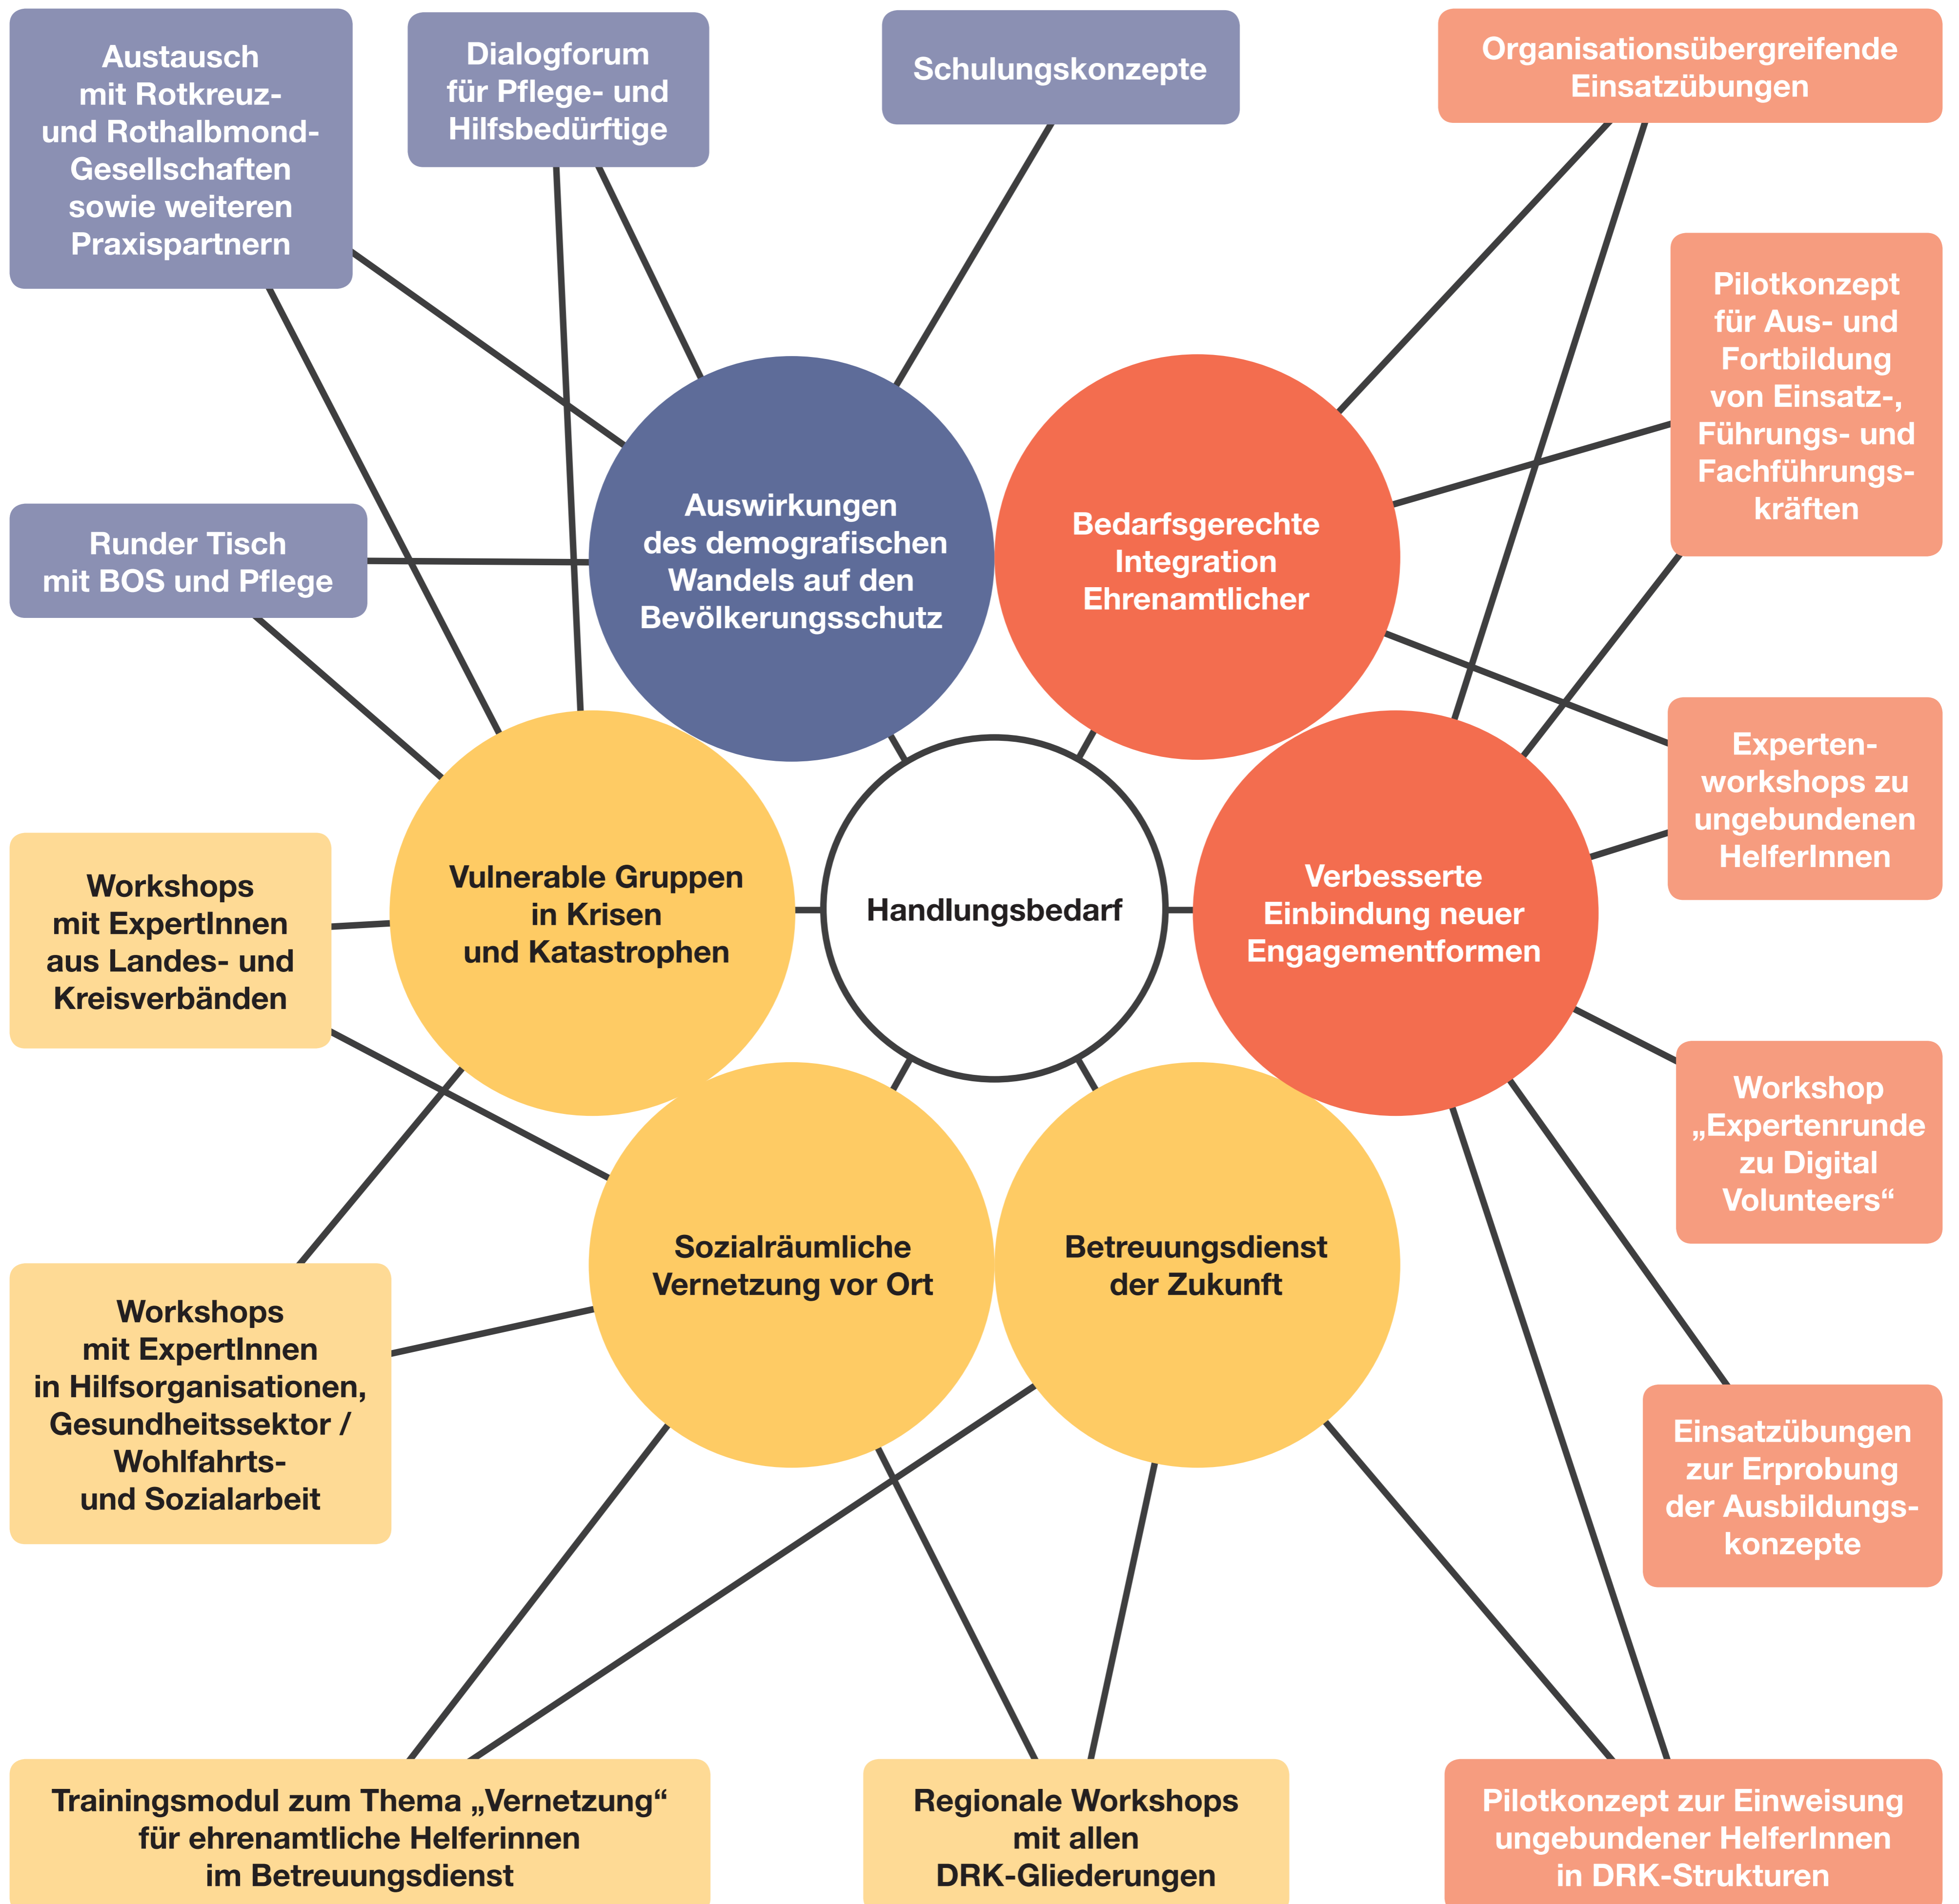 Austausch
mit Rotkreuz-
und Rothalbmond-
Gesellschaften
sowie weiteren
Praxispartnern
Dialogforum
für Pflege- und
Hilfsbedürftige
Schulungskonzepte
Organisationsübergreifende
Einsatzübungen
Pilotkonzept
für Aus- und
Fortbildung
von Einsatz-,
Führungs- und
Fachführungs-
kräften
Runder Tisch
mit BOS und Pflege
Auswirkungen
des demografischen
Wandels auf den
Bevölkerungsschutz
Bedarfsgerechte
Integration
Ehrenamtlicher
Experten-
workshops zu
ungebundenen
HelferInnen
Workshops
mit ExpertInnen
aus Landes- und
Kreisverbänden
Vulnerable Gruppen
in Krisen
und Katastrophen
Handlungsbedarf
Verbesserte
Einbindung neuer
Engagementformen
Workshop
„Expertenrunde
zu Digital
Volunteers“
Workshops
mit ExpertInnen
in Hilfsorganisationen,
Gesundheitssektor /
Wohlfahrts-
und Sozialarbeit
Sozialräumliche
Vernetzung vor Ort
Betreuungsdienst
der Zukunft
Einsatzübungen
zur Erprobung
der Ausbildungs-
konzepte
Trainingsmodul zum Thema „Vernetzung“
für ehrenamtliche Helferinnen
im Betreuungsdienst
Regionale Workshops
mit allen
DRK-Gliederungen
Pilotkonzept zur Einweisung
ungebundener HelferInnen
in DRK-Strukturen